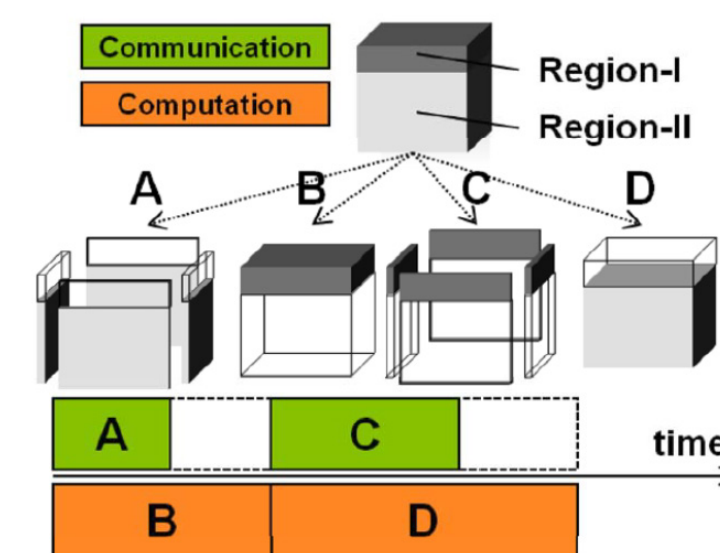 Communication
Computation
Region-I
Region-II
A
B
C
D
A
C
time
B
D